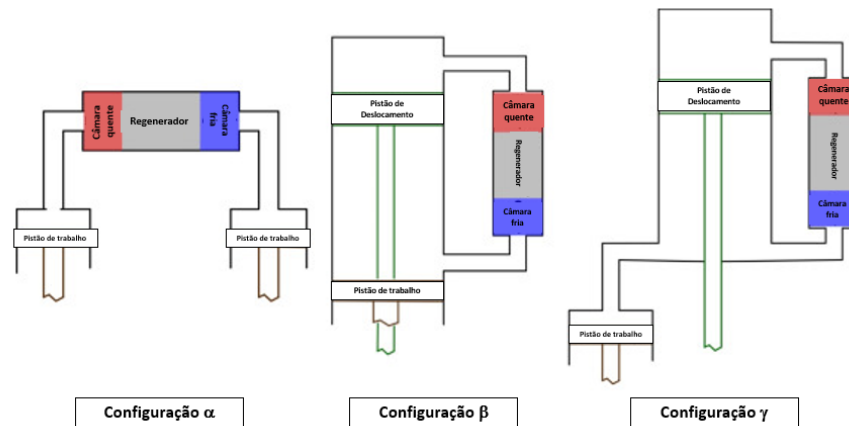 Câmara
quente
Regenerador
Câmara
fria
Pistão de trabalho
Pistão de trabalho
Configuração α
Pistão de
Deslocamento
Câmara
quente
Regenerador
Câmara
fria
Pistão de trabalho
Configuração β
Pistão de
Deslocamento
Câmara
quente
Regenerador
Câmara
fria
Pistão de trabalho
Configuração γ